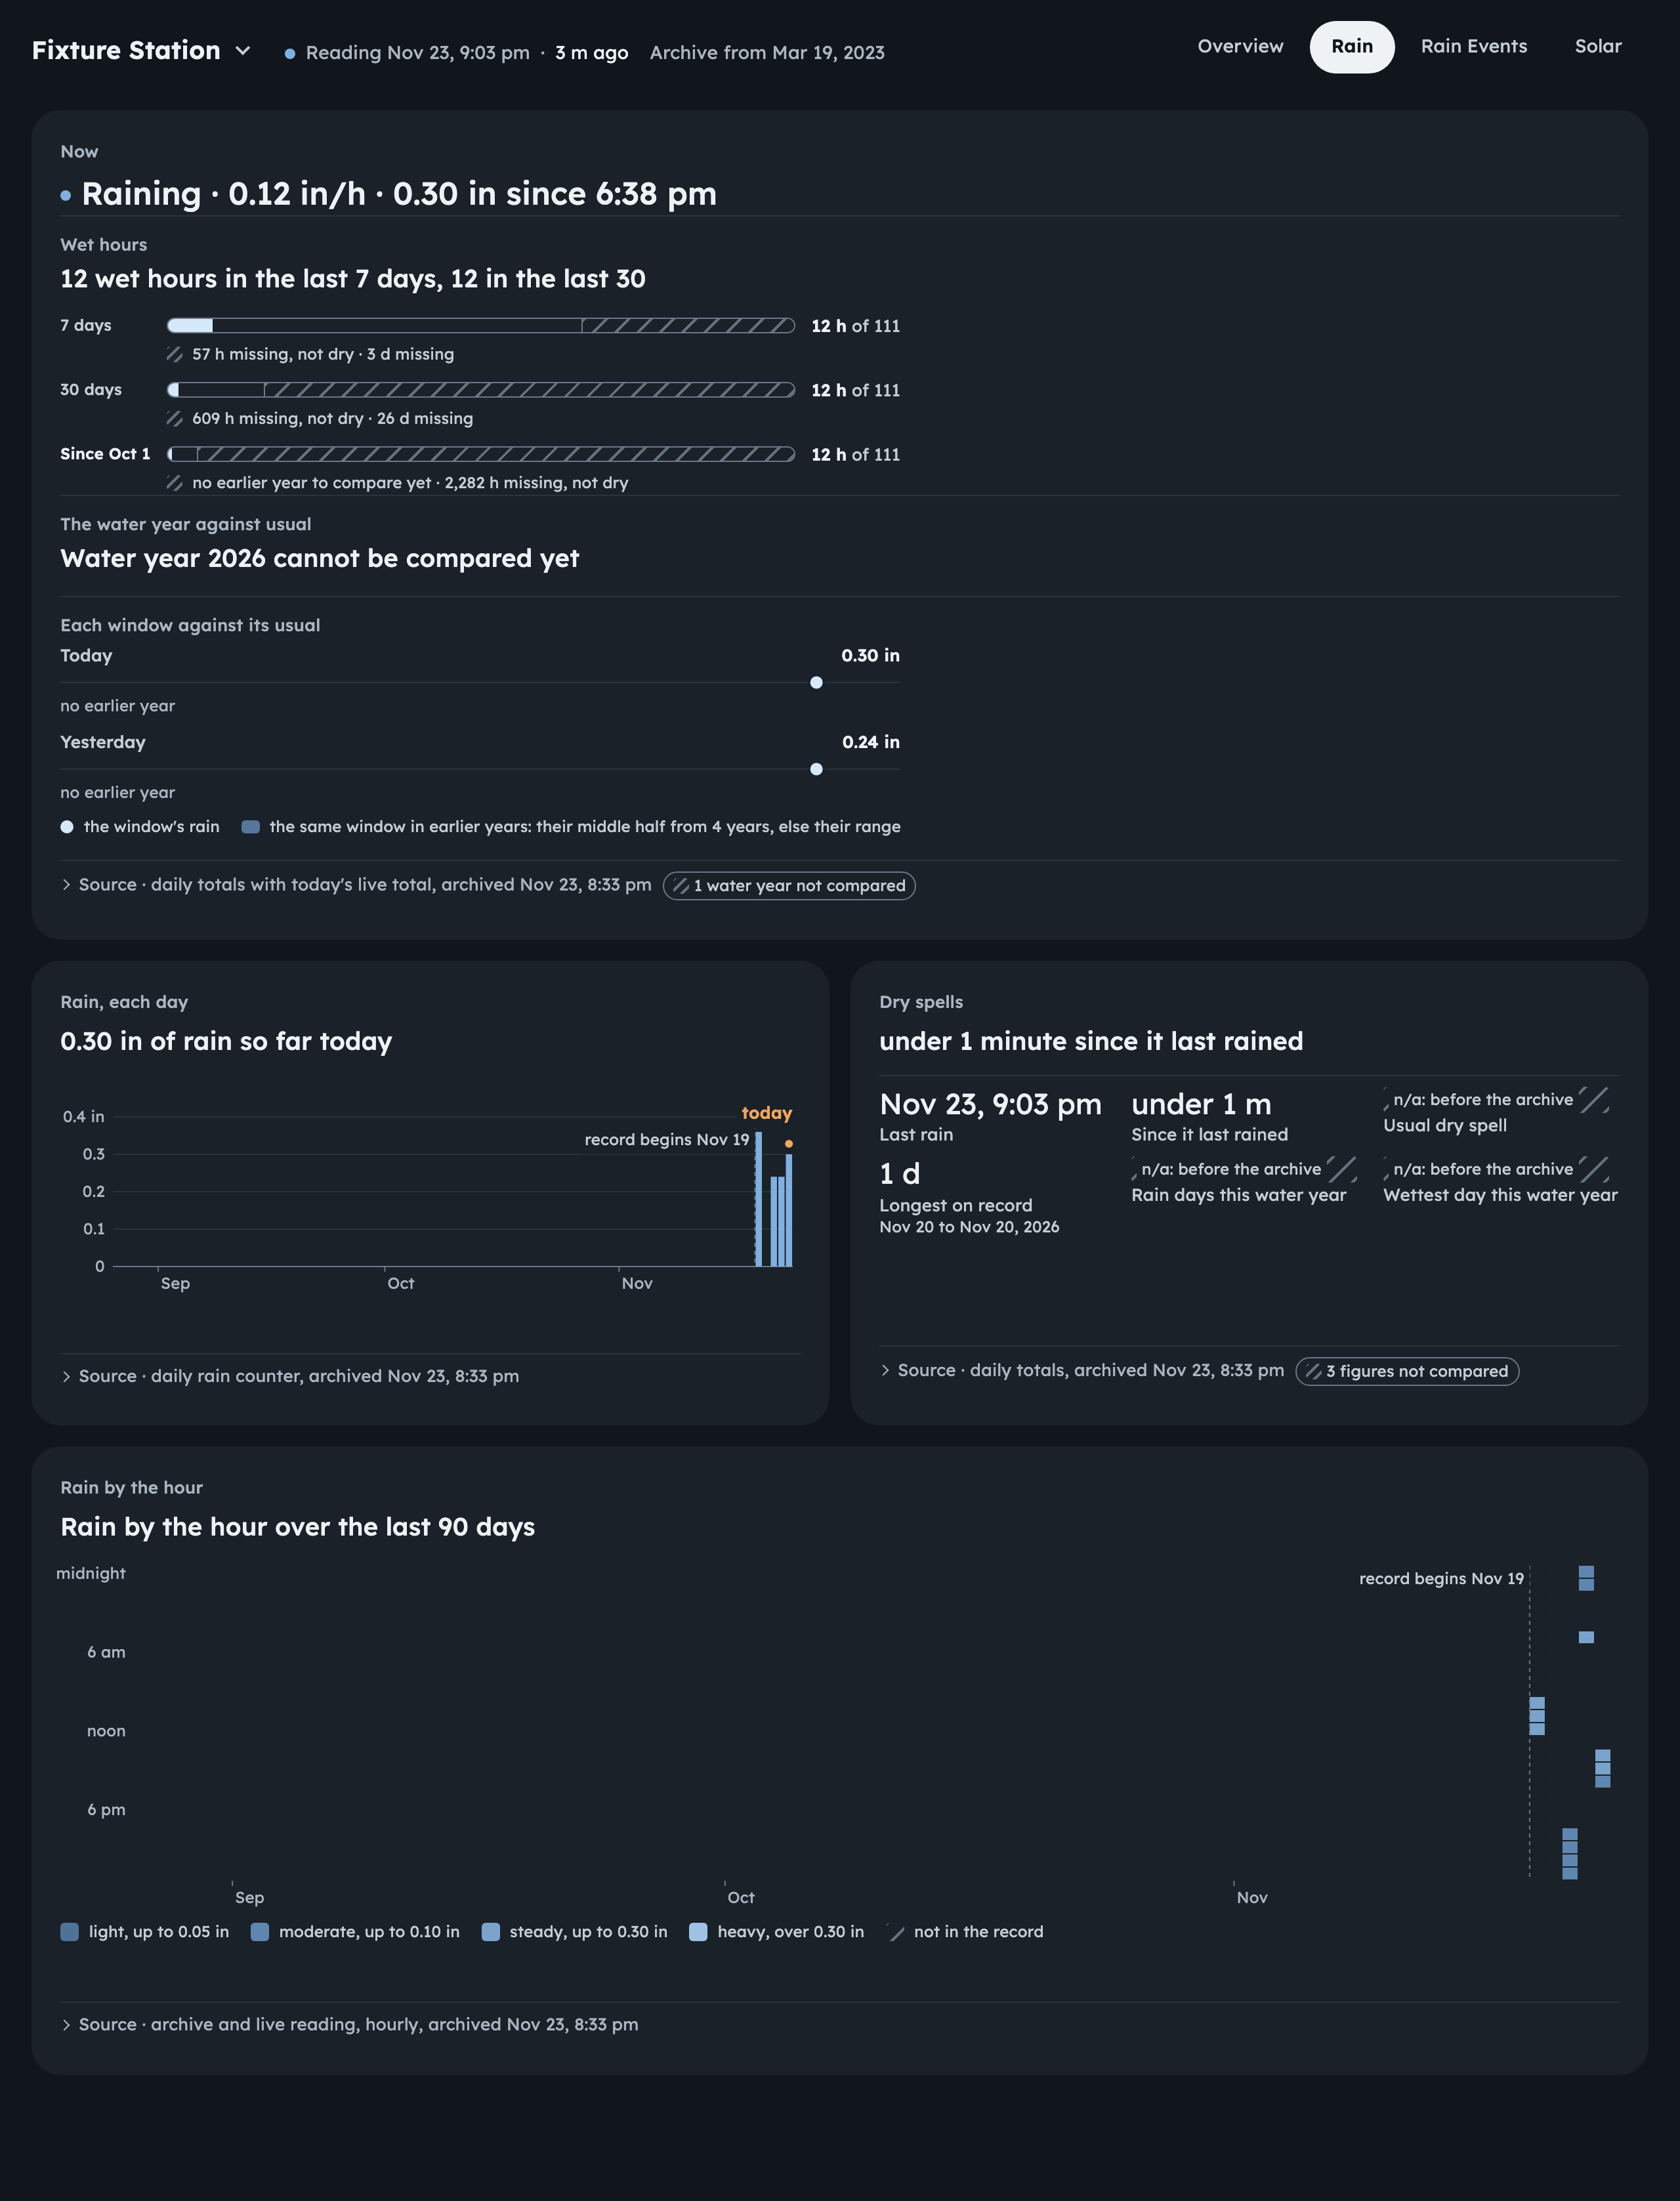 Fixture Station
Reading Nov 23, 9:03 pm · 3 m ago Archive from Mar 19, 2023
Overview Rain Rain Events Solar
Now
Raining · 0.12 in/h · 0.30 in since 6:38 pm
Wet hours
12 wet hours in the last 7 days, 12 in the last 30
7 days 12 h of 111
57 h missing, not dry · 3 d missing
30 days 12 h of 111
609 h missing, not dry · 26 d missing
Since Oct 1 12 h of 111
no earlier year to compare yet · 2,282 h missing, not dry
The water year against usual
Water year 2026 cannot be compared yet
Each window against its usual
Today 0.30 in
no earlier year
Yesterday 0.24 in
no earlier year
the window's rain the same window in earlier years: their middle half from 4 years, else their range
Source · daily totals with today's live total, archived Nov 23, 8:33 pm 1 water year not compared
Rain, each day
0.30 in of rain so far today
today
0.4 in
record begins Nov 19
0.3
0.2
0.1
0
Sep Oct Nov
Source · daily rain counter, archived Nov 23, 8:33 pm
Dry spells
under 1 minute since it last rained
Nov 23, 9:03 pm
Last rain
under 1 m
Since it last rained
n/a: before the archive
Usual dry spell
1 d
Longest on record
Nov 20 to Nov 20, 2026
n/a: before the archive
Rain days this water year
n/a: before the archive
Wettest day this water year
Source · daily totals, archived Nov 23, 8:33 pm 3 figures not compared
Rain by the hour
Rain by the hour over the last 90 days
midnight
record begins Nov 19
6 am
noon
6 pm
Sep Oct Nov
light, up to 0.05 in moderate, up to 0.10 in steady, up to 0.30 in heavy, over 0.30 in not in the record
Source · archive and live reading, hourly, archived Nov 23, 8:33 pm